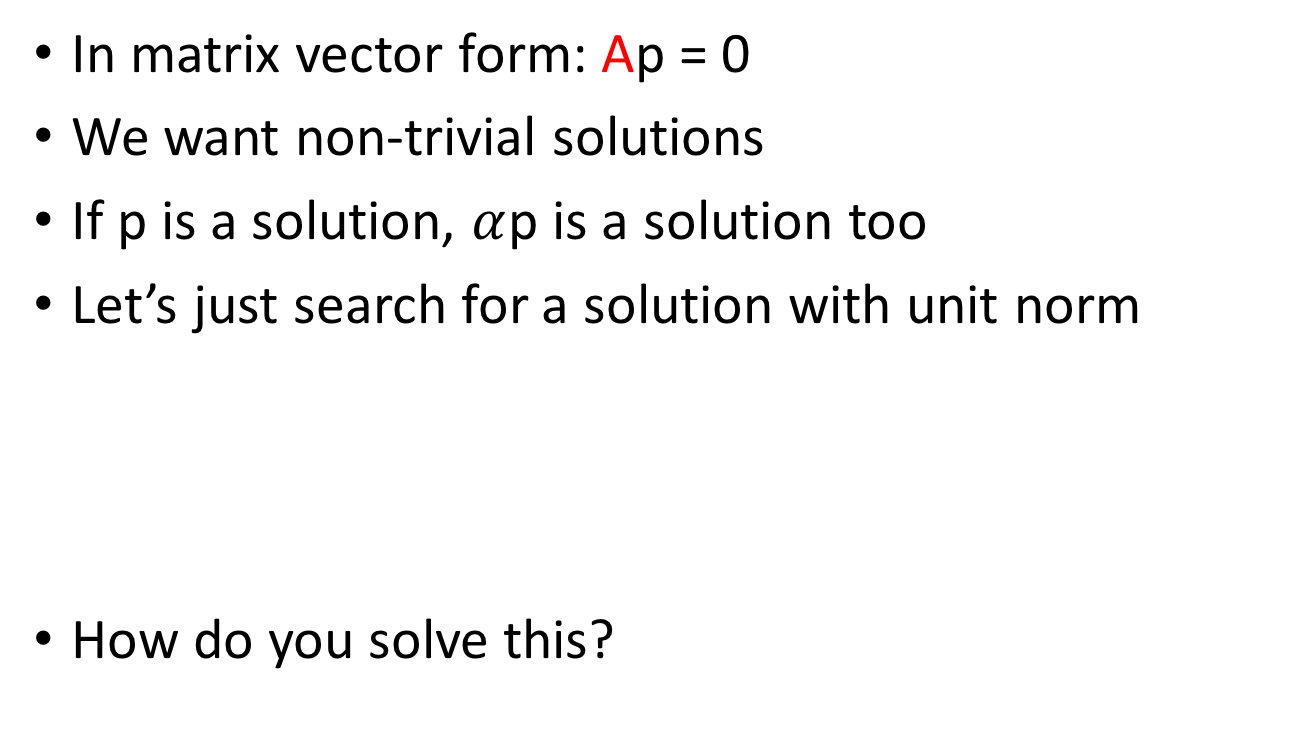 • In matrix vector form: Ap = 0
• We want non-trivial solutions
• If p is a solution, 𝛼p is a solution too
• Let’s just search for a solution with unit norm
• How do you solve this?